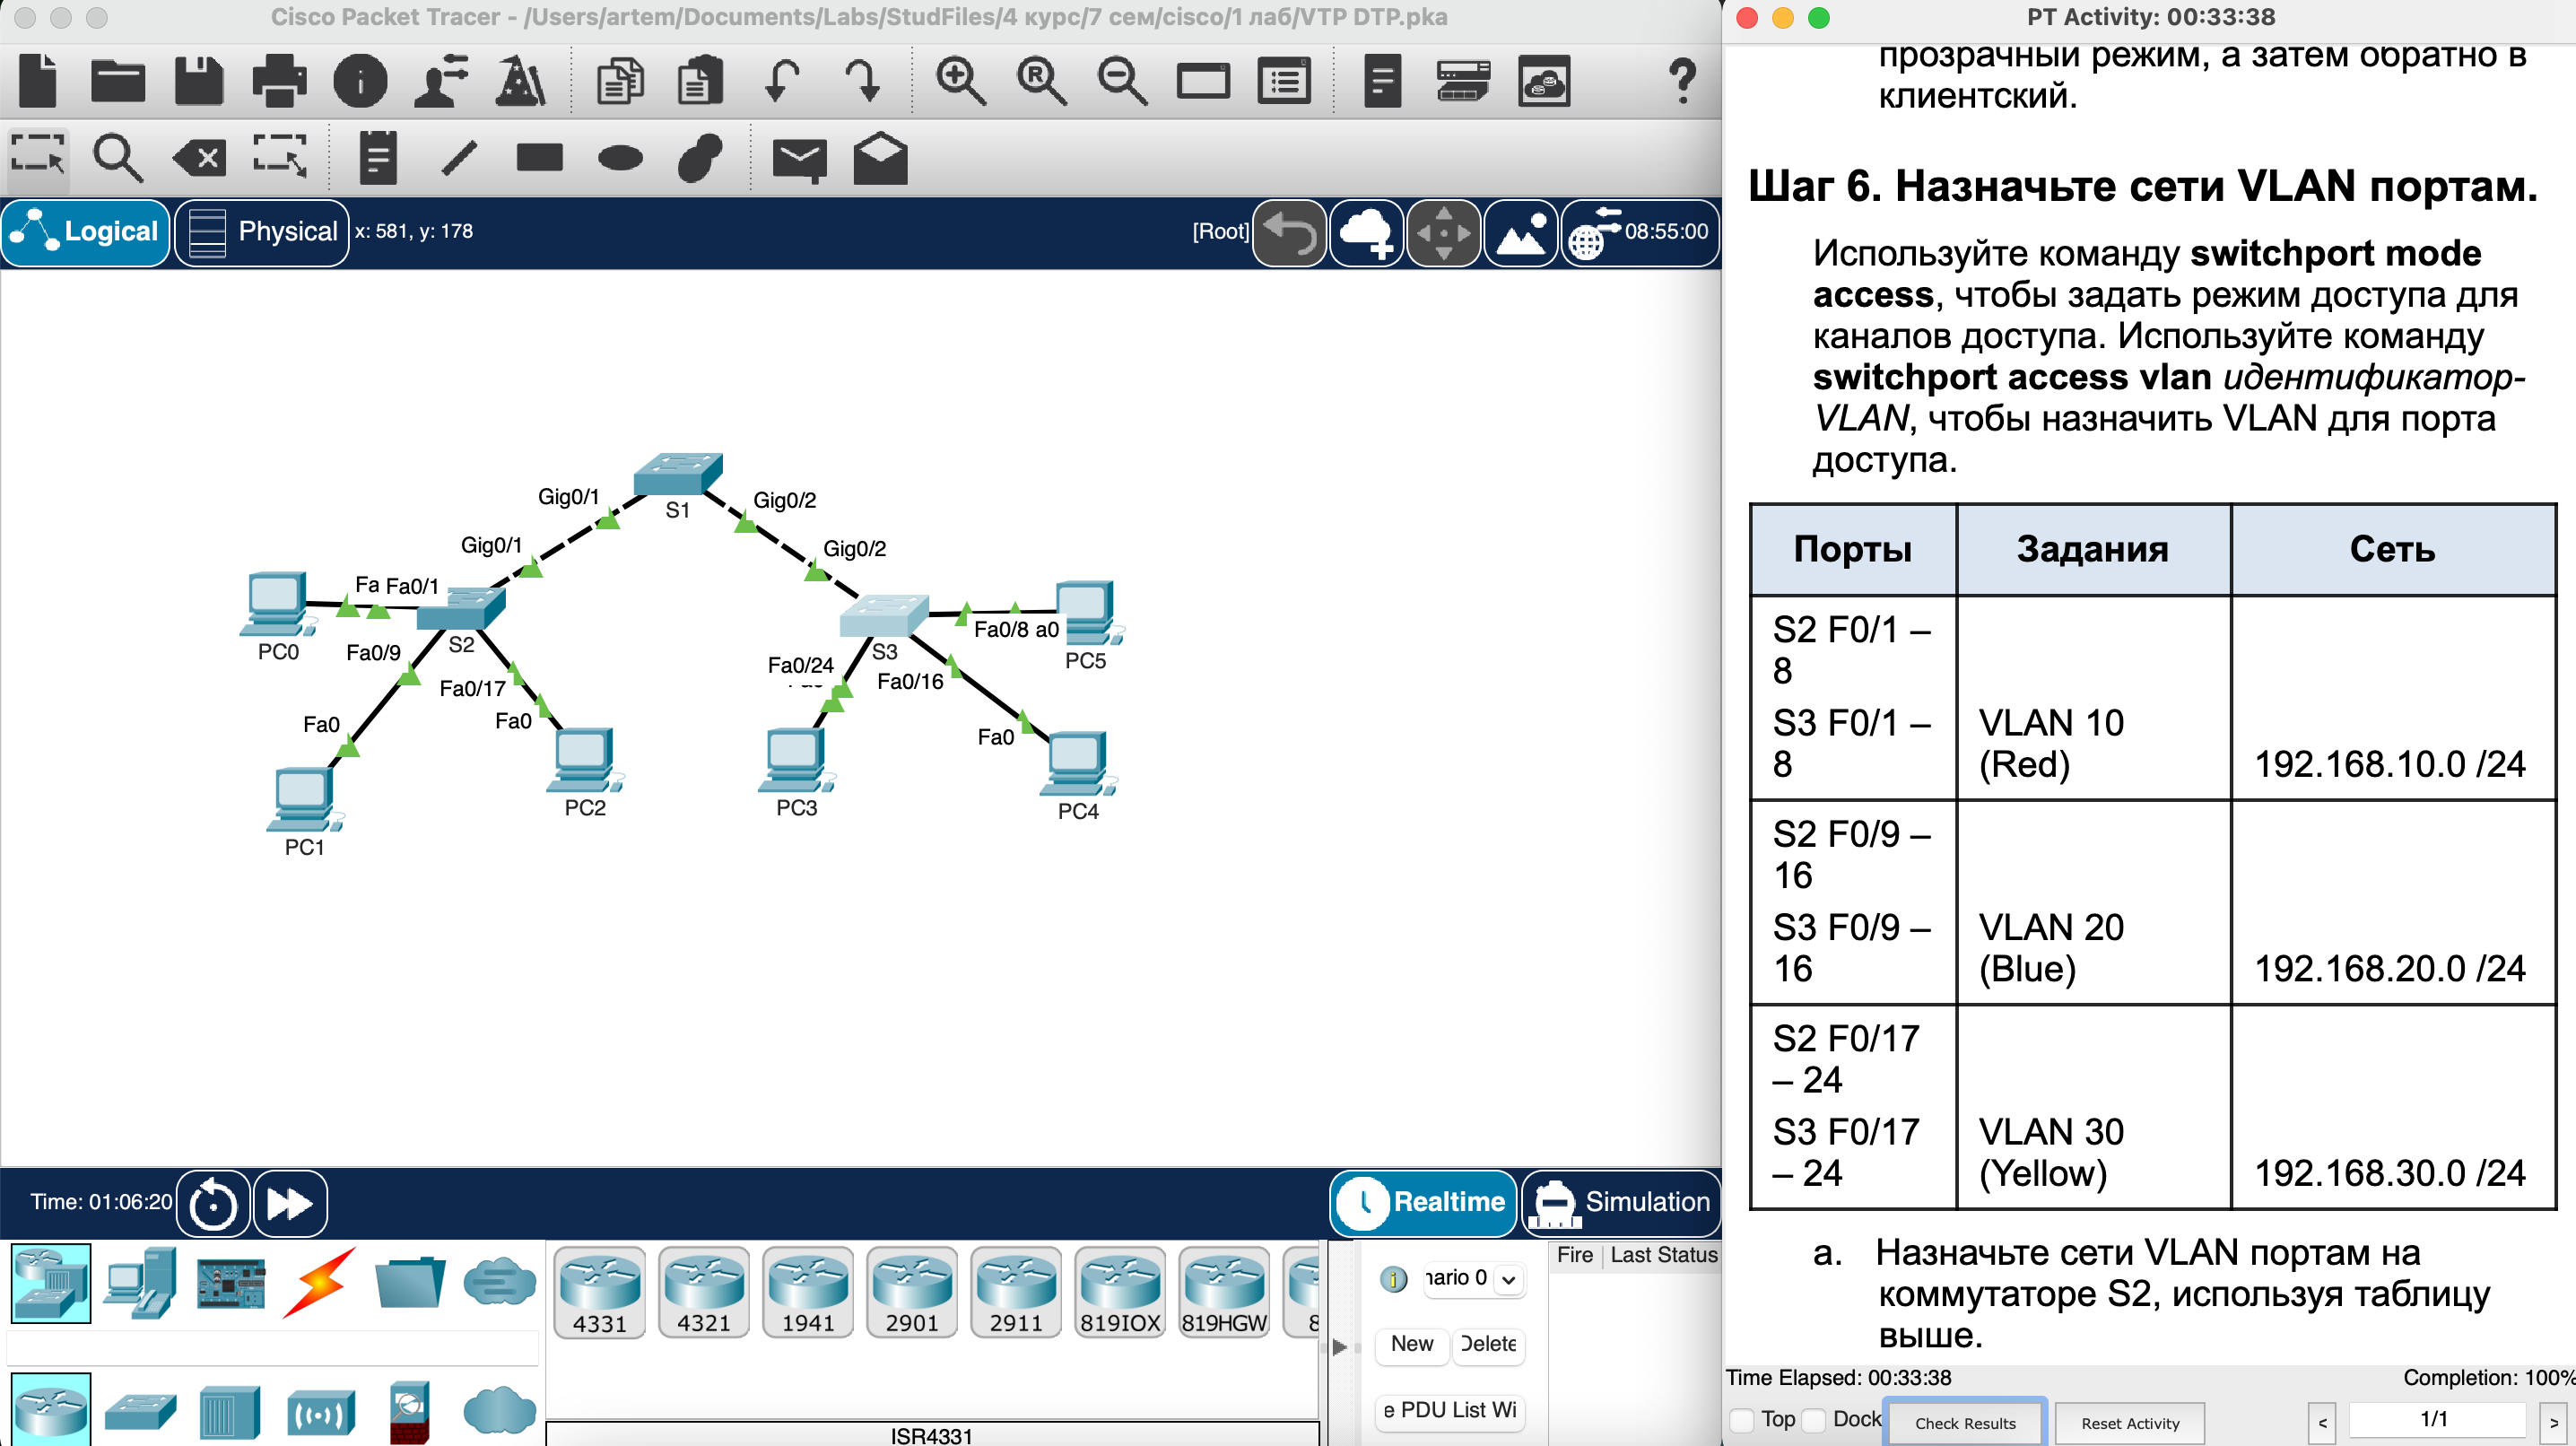 Cisco Packet Tracer - /Users/artem/Documents/Labs/StudFiles/4 курс/7 сем/cisco/1 лаб/VTP DTP.pka
Logical
Physical
x: 581, y: 178
[Root]
08:55:00
S1
Gig0/1
Gig0/2
Gig0/1
Gig0/2
Fa
Fa0/1
PC0
S2
Fa0/9
Fa0/17
Fa0
Fa0
PC1
PC2
Fa0/8
a0
S3
PC5
Fa0/24
Fa0/16
Fa0
PC3
PC4
Time: 01:06:20
Realtime
Simulation
4331
4321
1941
2901
2911
819IOX
819HGW
8
ISR4331
nario 0
New
Delete
e PDU List Wi
Fire
Last Status
PT Activity: 00:33:38
прозрачный режим, а затем обратно в
клиентский.
Шаг 6. Назначьте сети VLAN портам.
Используйте команду switchport mode
access, чтобы задать режим доступа для
каналов доступа. Используйте команду
switchport access vlan идентификатор-
VLAN, чтобы назначить VLAN для порта
доступа.
Порты
Задания
Сеть
S2 F0/1 –
8
S3 F0/1 –
8
VLAN 10
(Red)
192.168.10.0 /24
S2 F0/9 –
16
S3 F0/9 –
16
VLAN 20
(Blue)
192.168.20.0 /24
S2 F0/17
– 24
S3 F0/17
– 24
VLAN 30
(Yellow)
192.168.30.0 /24
a. Назначьте сети VLAN портам на
коммутаторе S2, используя таблицу
выше.
Time Elapsed: 00:33:38
Completion: 100%
Top
Dock
Check Results
Reset Activity
<
1/1
>